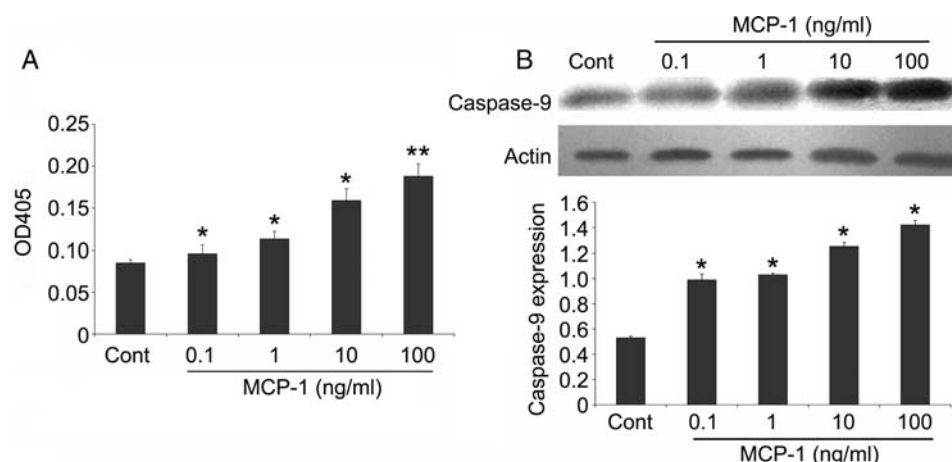 A
0.25
0.20
0.15
0.10
0.05
0
OD405
*
*
*
**
Cont
0.1
1
10
100
MCP-1 (ng/ml)
B
MCP-1 (ng/ml)
Cont
0.1
1
10
100
Caspase-9
Actin
1.6
1.4
1.2
1.0
0.8
0.6
0.4
0.2
0
Caspase-9 expression
*
*
*
*
Cont
0.1
1
10
100
MCP-1 (ng/ml)